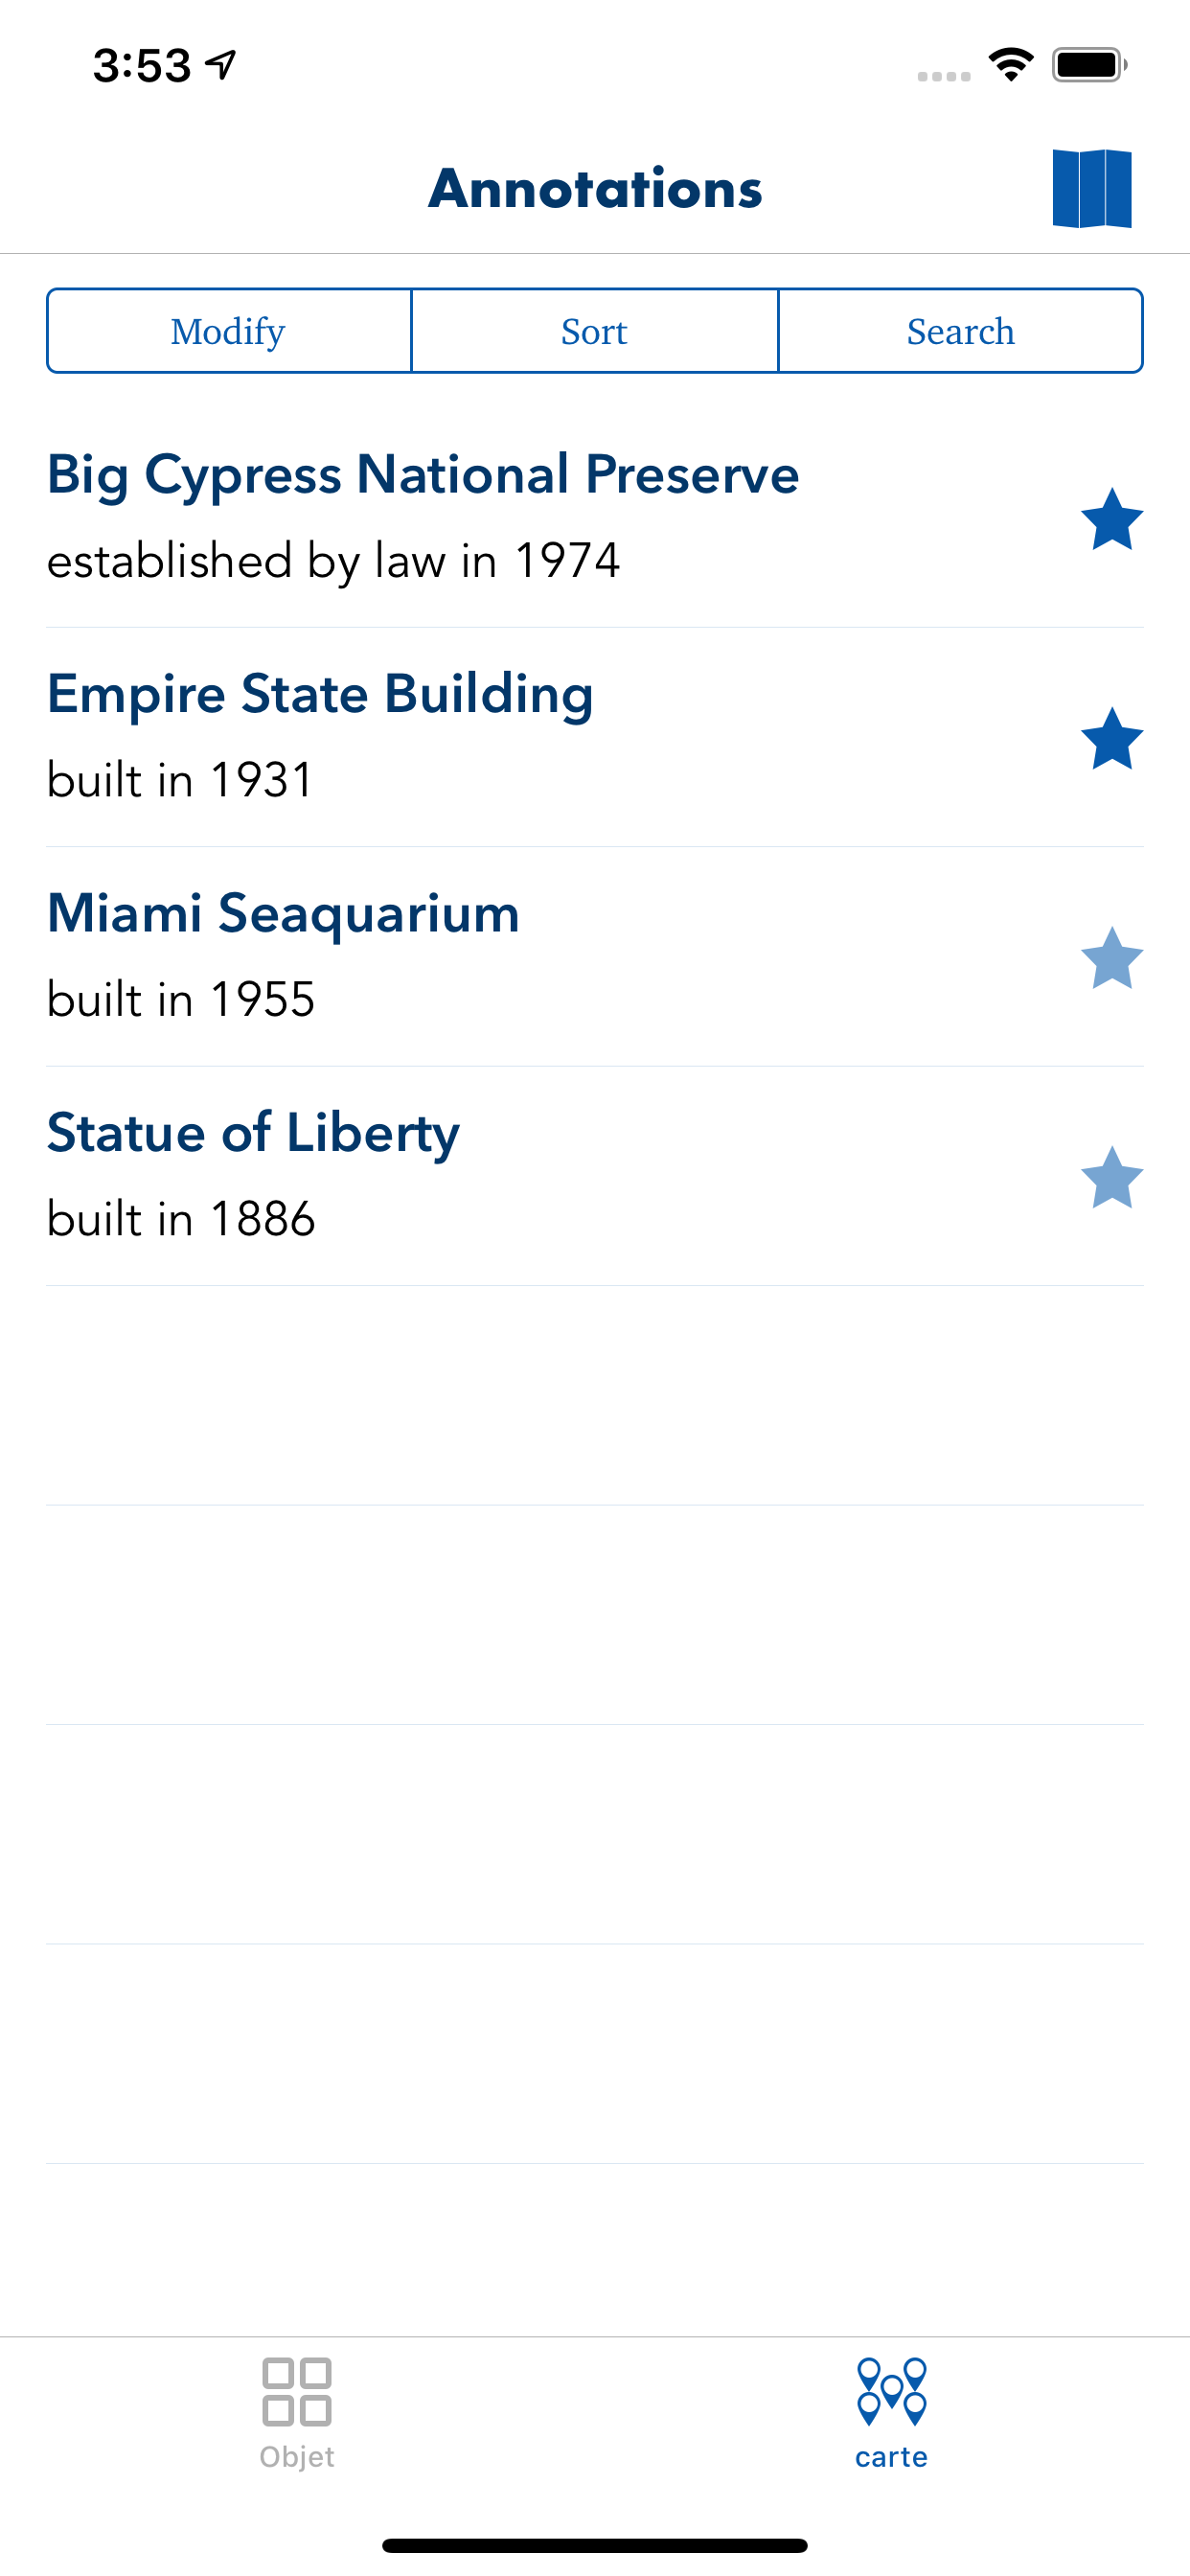 3:53
Annotations
Modify Sort Search
Big Cypress National Preserve
established by law in 1974
Empire State Building
built in 1931
Miami Seaquarium
built in 1955
Statue of Liberty
built in 1886
Objet carte